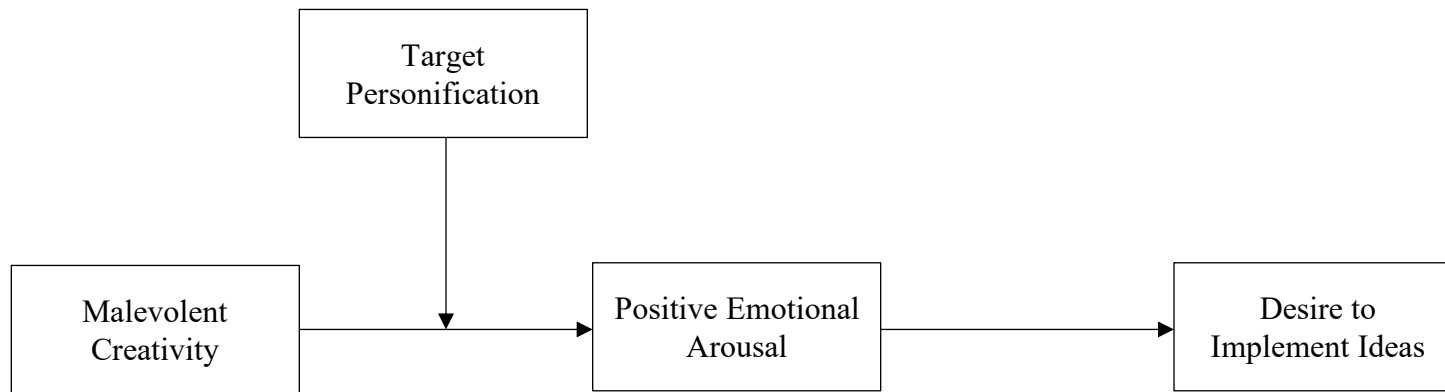 Target
Personification
Malevolent
Creativity
Positive Emotional
Arousal
Desire to
Implement Ideas